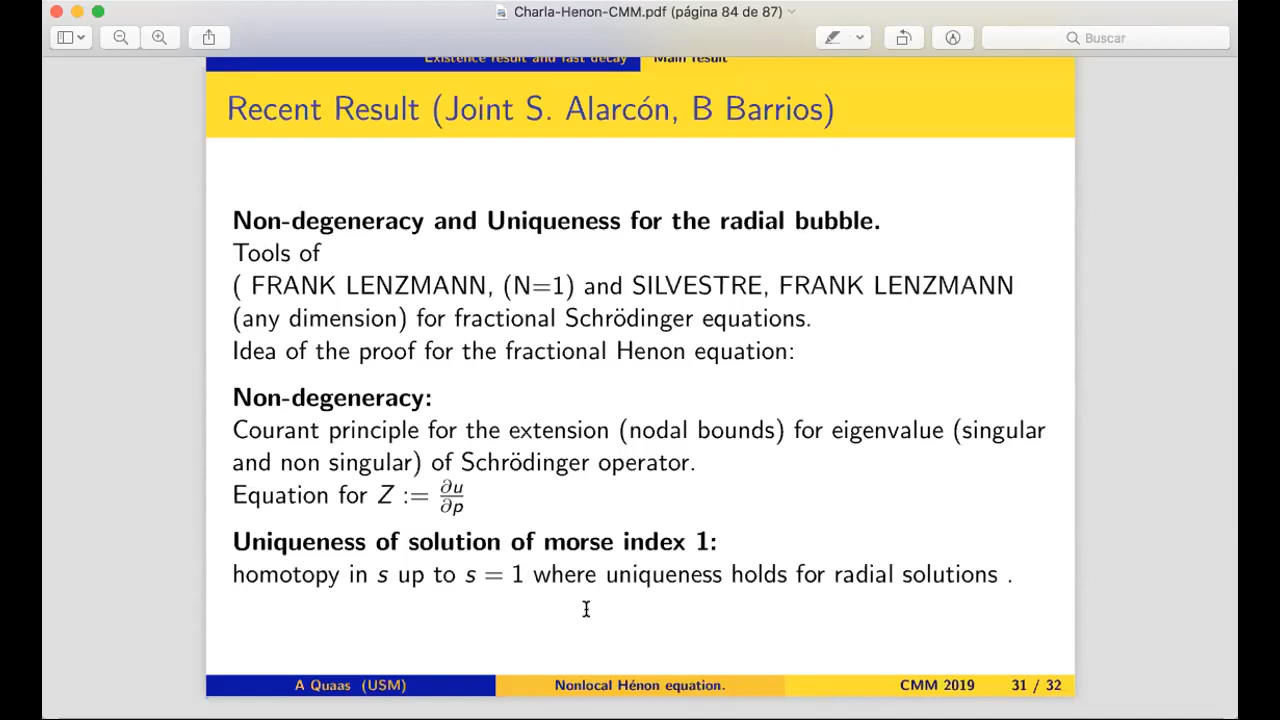 Charla-Henon-CMM.pdf (página 84 de 87)
Buscar
Existence result and fast decay Main result
Recent Result (Joint S. Alarcón, B Barrios)
Non-degeneracy and Uniqueness for the radial bubble.
Tools of
( FRANK LENZMANN, (N=1) and SILVESTRE, FRANK LENZMANN
(any dimension) for fractional Schrödinger equations.
Idea of the proof for the fractional Henon equation:
Non-degeneracy:
Courant principle for the extension (nodal bounds) for eigenvalue (singular
and non singular) of Schrödinger operator.
Equation for Z := ∂u/∂p
Uniqueness of solution of morse index 1:
homotopy in s up to s = 1 where uniqueness holds for radial solutions .
A Quaas (USM) Nonlocal Hénon equation. CMM 2019 31 / 32